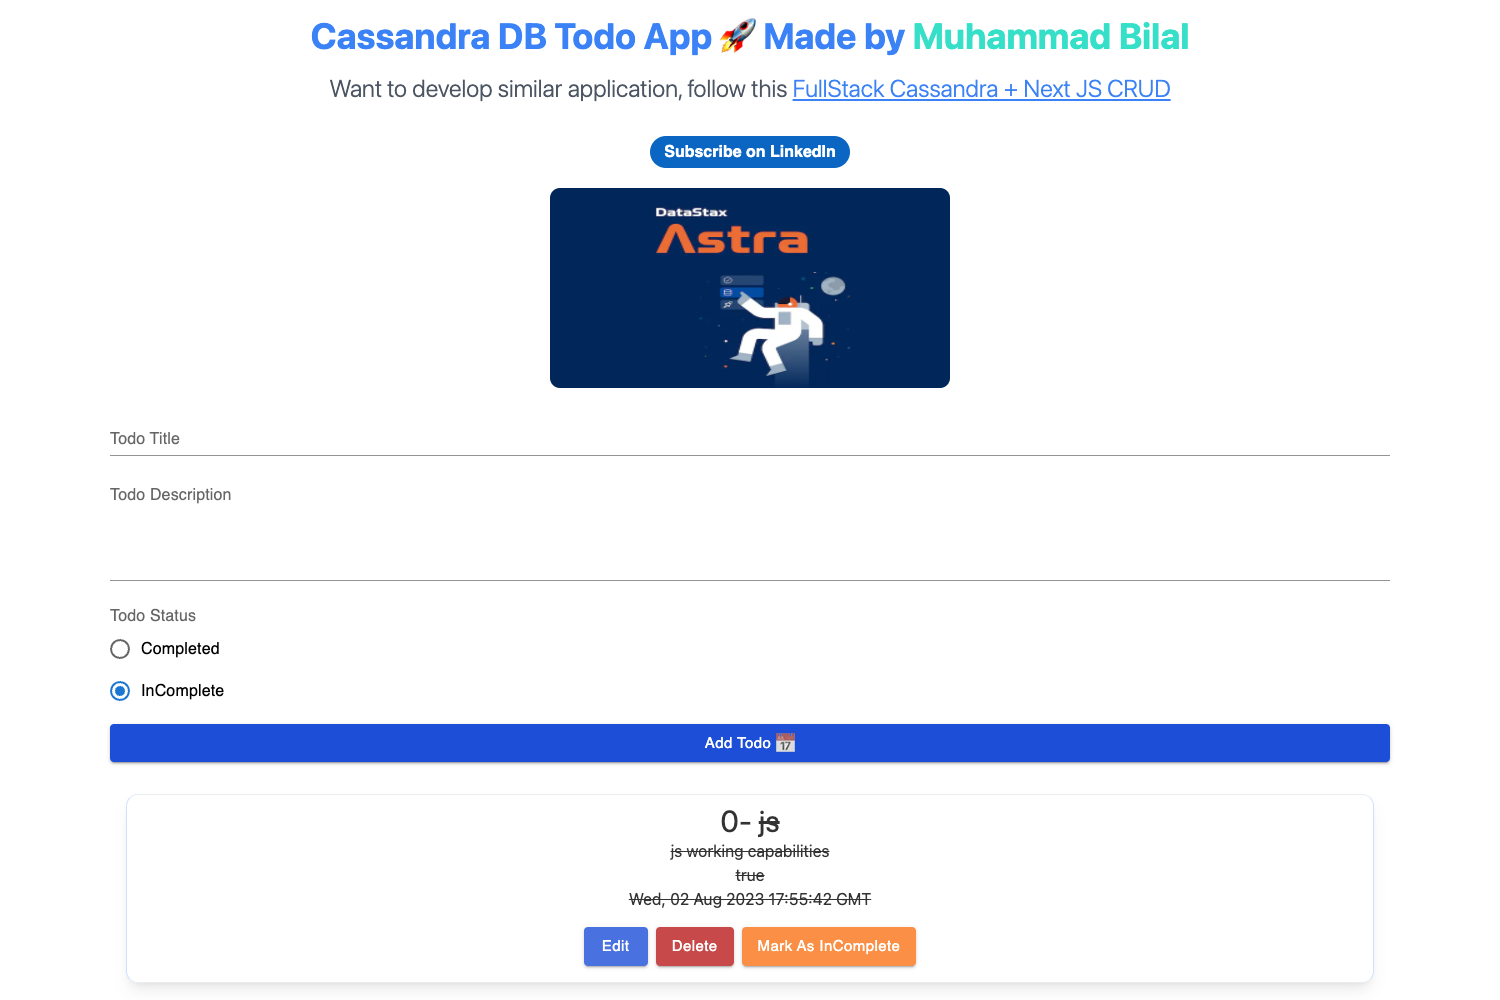 Cassandra DB Todo App 🚀 Made by Muhammad Bilal
Want to develop similar application, follow this FullStack Cassandra + Next JS CRUD
Subscribe on LinkedIn
DataStax
Astra
Todo Title
Todo Description
Todo Status
Completed
InComplete
Add Todo 📅
0- js
js working capabilities
true
Wed, 02 Aug 2023 17:55:42 GMT
Edit Delete Mark As InComplete